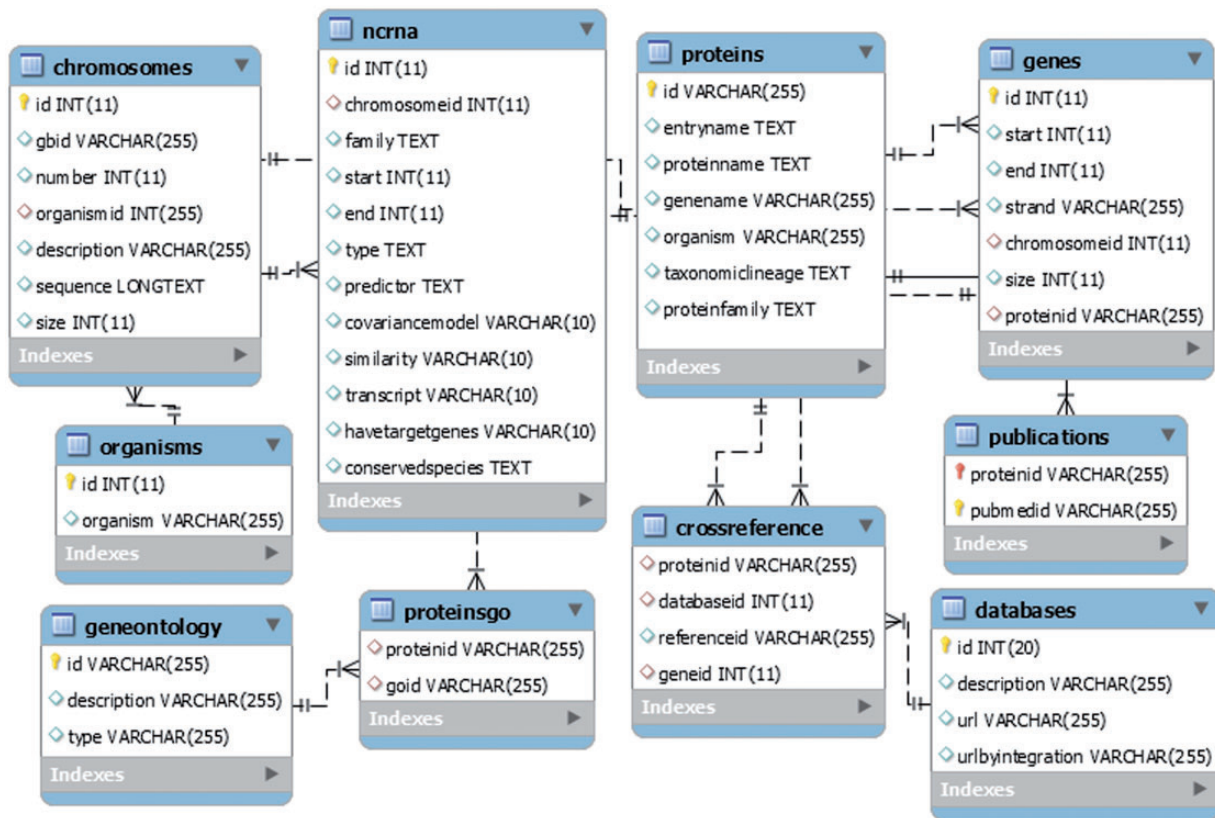 chromosomes
id INT(11)
gbid VARCHAR(255)
number INT(11)
organismid INT(255)
description VARCHAR(255)
sequence LONGTEXT
size INT(11)
Indexes
ncrna
id INT(11)
chromosomeid INT(11)
family TEXT
start INT(11)
end INT(11)
type TEXT
predictor TEXT
covariancemodel VARCHAR(10)
similarity VARCHAR(10)
transcript VARCHAR(10)
havetargetgenes VARCHAR(10)
conservedspecies TEXT
Indexes
proteins
id VARCHAR(255)
entryname TEXT
proteinname TEXT
genename VARCHAR(255)
organism VARCHAR(255)
taxonomiclineage TEXT
proteinfamily TEXT
Indexes
genes
id INT(11)
start INT(11)
end INT(11)
strand VARCHAR(255)
chromosomeid INT(11)
size INT(11)
proteinid VARCHAR(255)
Indexes
organisms
id INT(11)
organism VARCHAR(255)
Indexes
publications
proteinid VARCHAR(255)
pubmedid VARCHAR(255)
Indexes
geneontology
id VARCHAR(255)
description VARCHAR(255)
type VARCHAR(255)
Indexes
proteinsgo
proteinid VARCHAR(255)
goid VARCHAR(255)
Indexes
crossreference
proteinid VARCHAR(255)
databaseid INT(11)
referenceid VARCHAR(255)
geneid INT(11)
Indexes
databases
id INT(20)
description VARCHAR(255)
url VARCHAR(255)
urlbyintegration VARCHAR(255)
Indexes